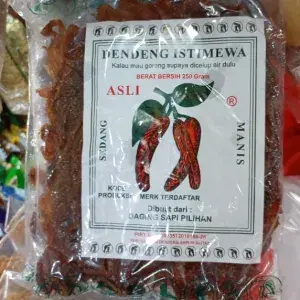 DENDENG ISTIMEWA
Kalau mau goreng supaya dicelup air dulu
BERAT BERSIH 250 Gram
ASLI
®
SEDANG
MANIS
KODE
PRODUKSI
MERK TERDAFTAR
Dibuat dari :
DAGING SAPI PILIHAN